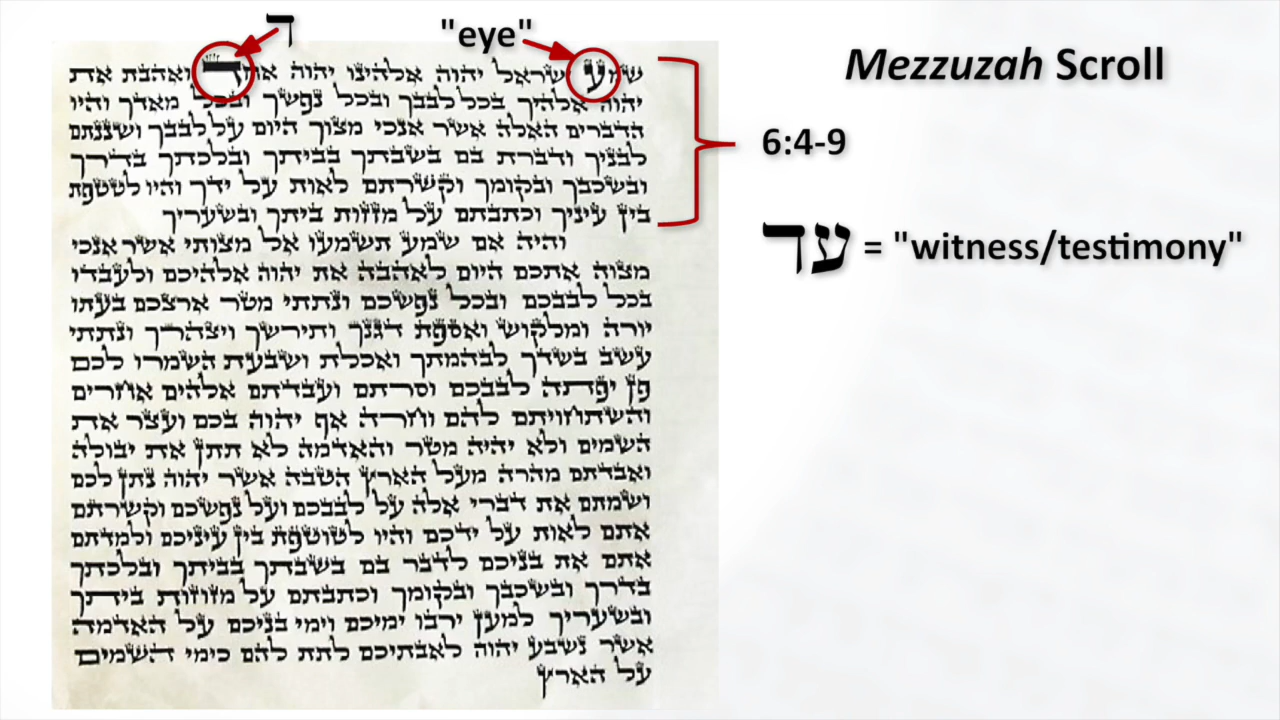 ד
"eye"
Mezzuzah Scroll
שמע ישראל יהוה אלהינו יהוה אחד ואהבת את
יהוה אלהיך בכל לבבך ובכל נפשך ובכל מאדך והיו
הדברים האלה אשר אנכי מצוך היום על לבבך ושננתם
לבניך ודברת בם בשבתך בביתך ובלכתך בדרך
ובשכבך ובקומך וקשרתם לאות על ידך והיו לטטפת
בין עיניך וכתבתם על מזזות ביתך ובשעריך
והיה אם שמע תשמעו אל מצותי אשר אנכי
מצוה אתכם היום לאהבה את יהוה אלהיכם ולעבדו
בכל לבבכם ובכל נפשכם ונתתי מטר ארצכם בעתו
יורה ומלקוש ואספת דגנך ותירשך ויצהרך ונתתי
עשב בשדך לבהמתך ואכלת ושבעת השמרו לכם
פן יפתה לבבכם וסרתם ועבדתם אלהים אחרים
והשתחויתם להם וחרה אף יהוה בכם ועצר את
השמים ולא יהיה מטר והאדמה לא תתן את יבולה
ואבדתם מהרה מעל הארץ הטבה אשר יהוה נתן לכם
ושמתם את דברי אלה על לבבכם ועל נפשכם וקשרתם
אתם לאות על ידכם והיו לטוטפת בין עיניכם ולמדתם
אתם את בניכם לדבר בם בשבתך בביתך ובלכתך
בדרך ובשכבך ובקומך וכתבתם על מזוזות ביתך
ובשעריך למען ירבו ימיכם וימי בניכם על האדמה
אשר נשבע יהוה לאבתיכם לתת להם כימי השמים
על הארץ
6:4-9
עד = "witness/testimony"